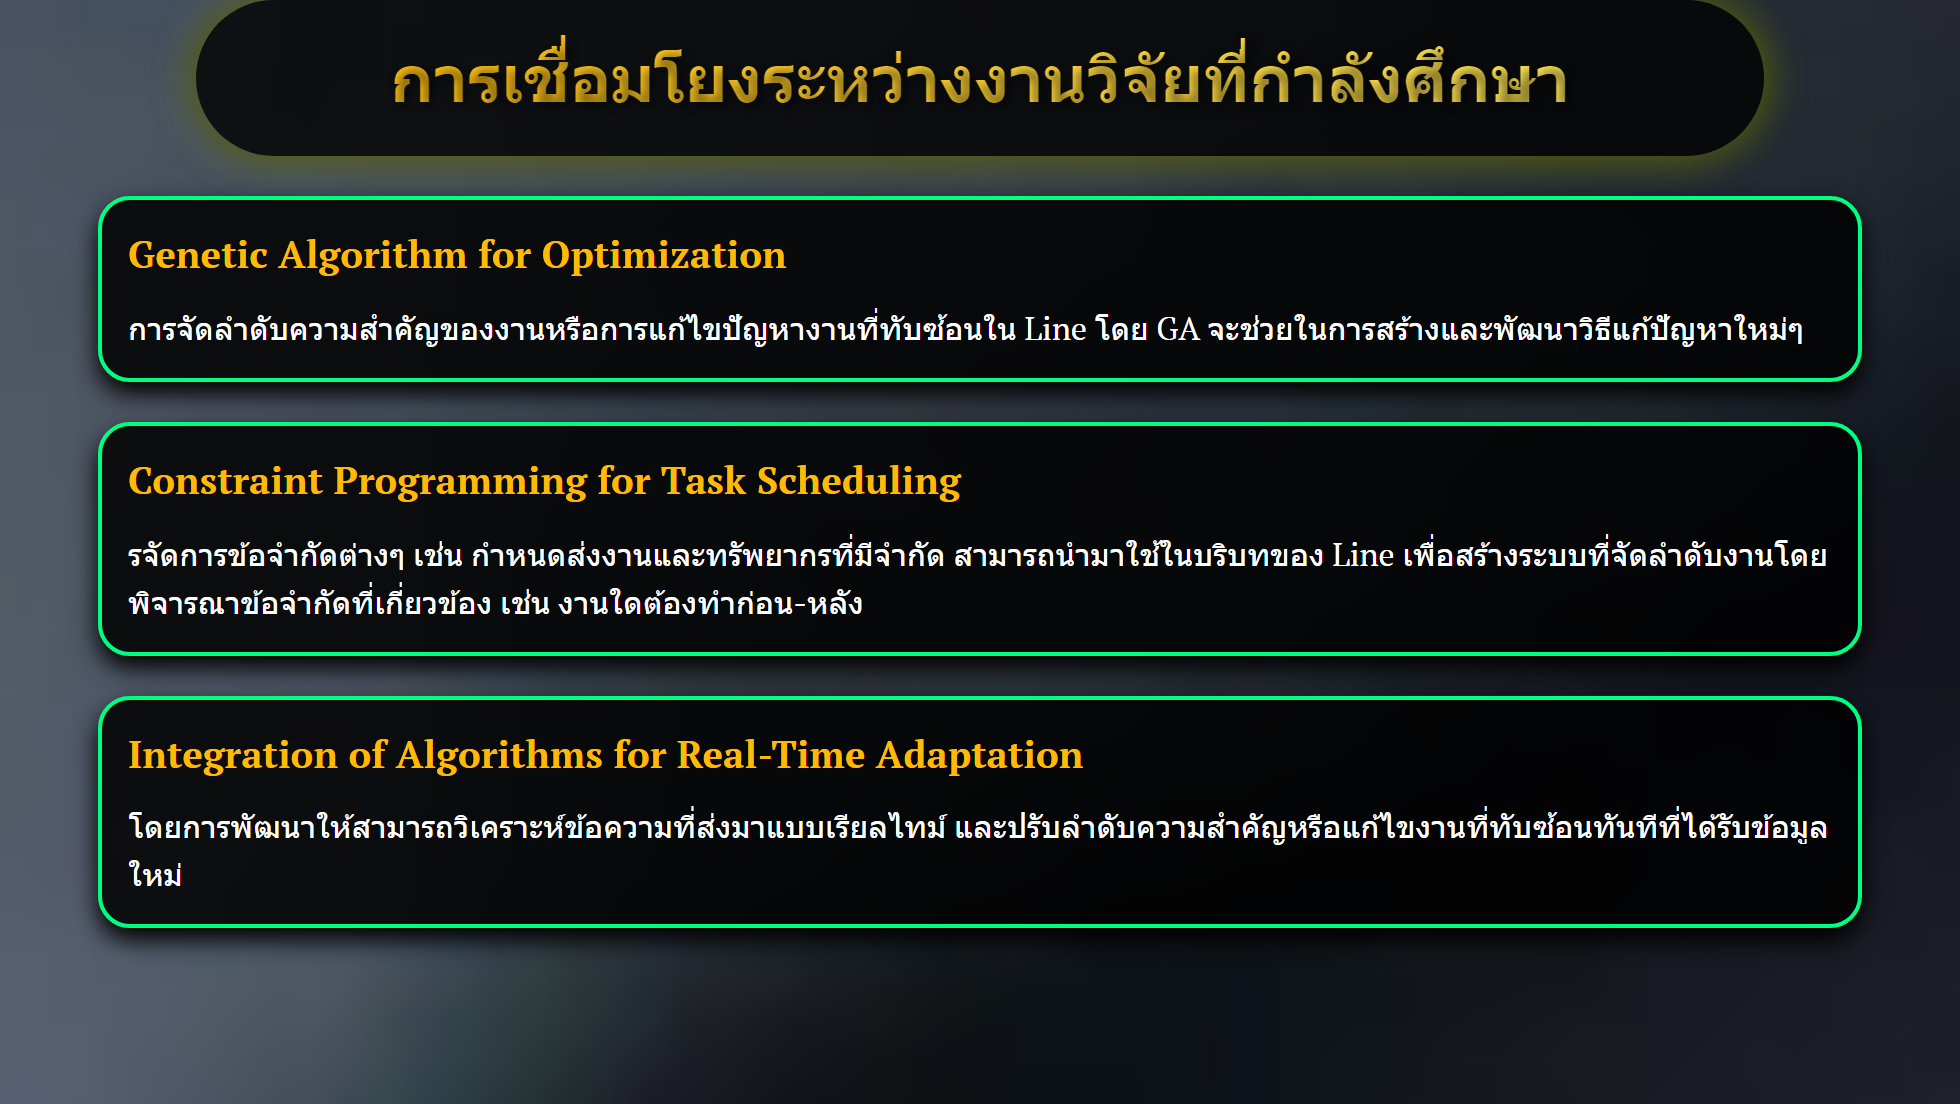 การเชื่อมโยงระหว่างงานวิจัยที่กำลังศึกษา
Genetic Algorithm for Optimization
การจัดลำดับความสำคัญของงานหรือการแก้ไขปัญหางานที่ทับซ้อนใน Line โดย GA จะช่วยในการสร้างและพัฒนาวิธีแก้ปัญหาใหม่ๆ
Constraint Programming for Task Scheduling
รจัดการข้อจำกัดต่างๆ เช่น กำหนดส่งงานและทรัพยากรที่มีจำกัด สามารถนำมาใช้ในบริบทของ Line เพื่อสร้างระบบที่จัดลำดับงานโดย
พิจารณาข้อจำกัดที่เกี่ยวข้อง เช่น งานใดต้องทำก่อน-หลัง
Integration of Algorithms for Real-Time Adaptation
โดยการพัฒนาให้สามารถวิเคราะห์ข้อความที่ส่งมาแบบเรียลไทม์ และปรับลำดับความสำคัญหรือแก้ไขงานที่ทับซ้อนทันทีที่ได้รับข้อมูล
ใหม่